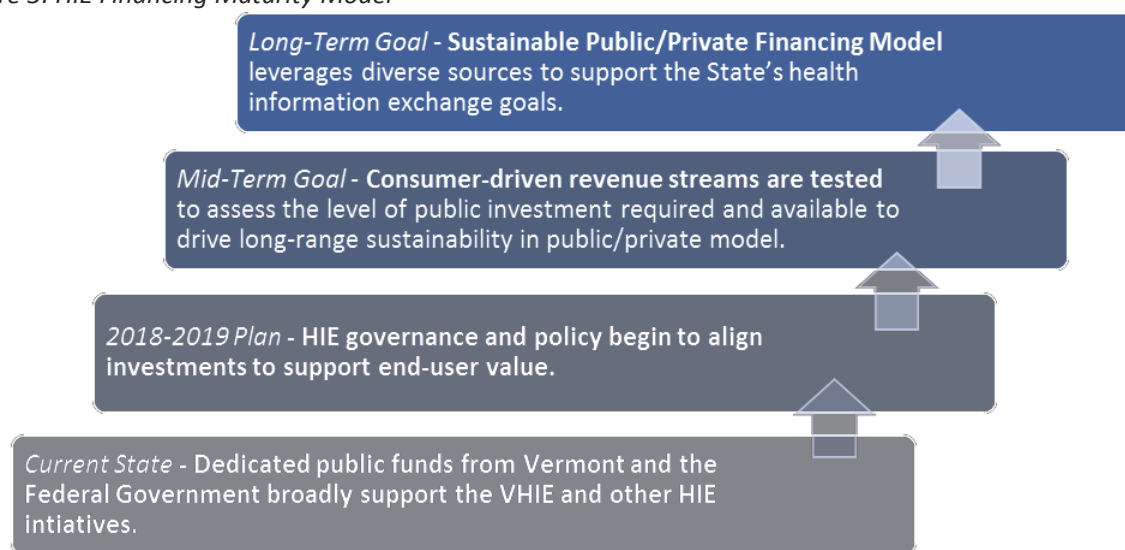 HIE Financing Maturity Model
Long-Term Goal - Sustainable Public/Private Financing Model
leverages diverse sources to support the State's health
information exchange goals.
Mid-Term Goal - Consumer-driven revenue streams are tested
to assess the level of public investment required and available to
drive long-range sustainability in public/private model.
2018-2019 Plan - HIE governance and policy begin to align
investments to support end-user value.
Current State - Dedicated public funds from Vermont and the
Federal Government broadly support the VHIE and other HIE
intiatives.